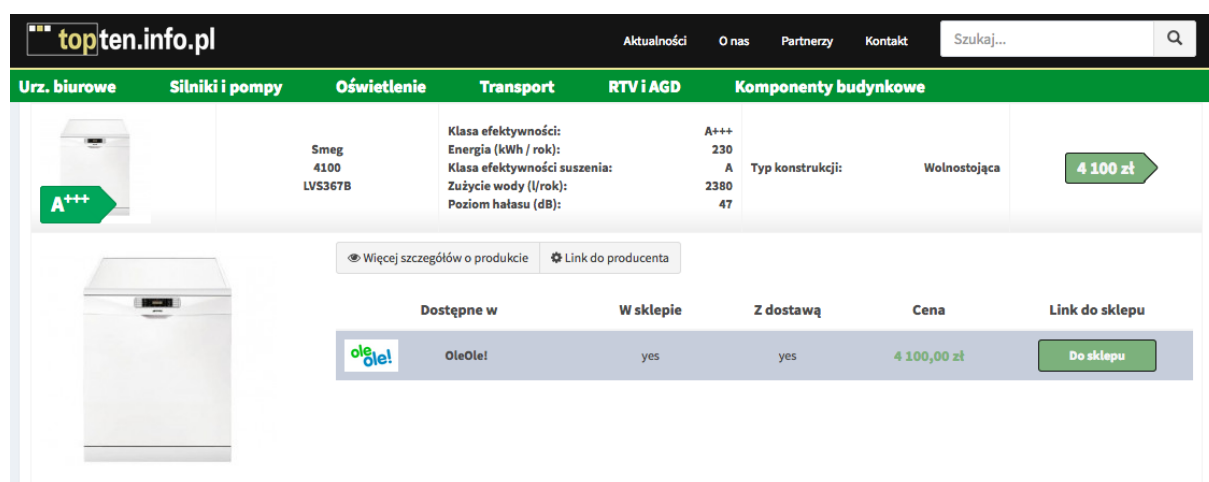 topten.info.pl
Aktualności O nas Partnerzy Kontakt Szukaj...
Urz. biurowe Silniki i pompy Oświetlenie Transport RTV i AGD Komponenty budynkowe
Smeg
4100
LVS367B
Klasa efektywności: A+++
Energia (kWh / rok): 230
Klasa efektywności suszenia: A
Zużycie wody (l/rok): 2380
Poziom hałasu (dB): 47
Typ konstrukcji: Wolnostojąca
4 100 zł
A+++
Więcej szczegółów o produkcie Link do producenta
Dostępne w W sklepie Z dostawą Cena Link do sklepu
ole ole! OleOle! yes yes 4 100,00 zł Do sklepu